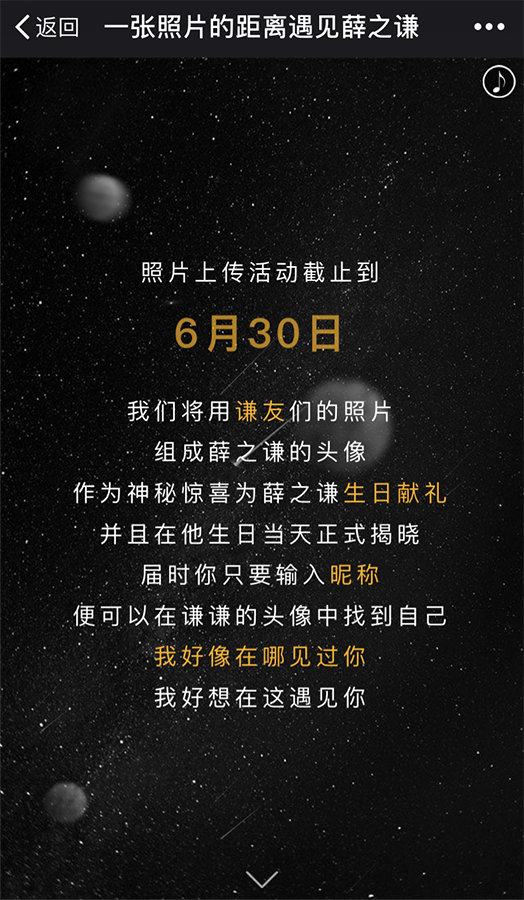 返回 一张照片的距离遇见薛之谦
照片上传活动截止到
6月30日
我们将用谦友们的照片
组成薛之谦的头像
作为神秘惊喜为薛之谦生日献礼
并且在他生日当天正式揭晓
届时你只要输入昵称
便可以在谦谦的头像中找到自己
我好像在哪见过你
我好想在这遇见你